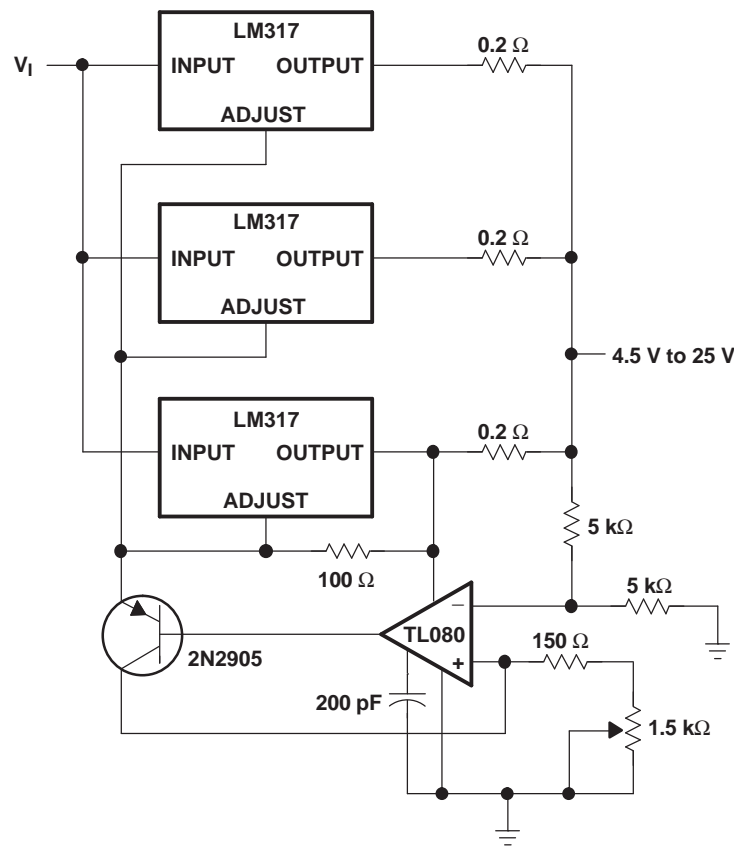 LM317
V_I
INPUT OUTPUT
ADJUST
0.2 Ω
LM317
INPUT OUTPUT
ADJUST
0.2 Ω
4.5 V to 25 V
LM317
INPUT OUTPUT
ADJUST
0.2 Ω
5 kΩ
100 Ω
5 kΩ
−
TL080
+
2N2905
150 Ω
200 pF
1.5 kΩ